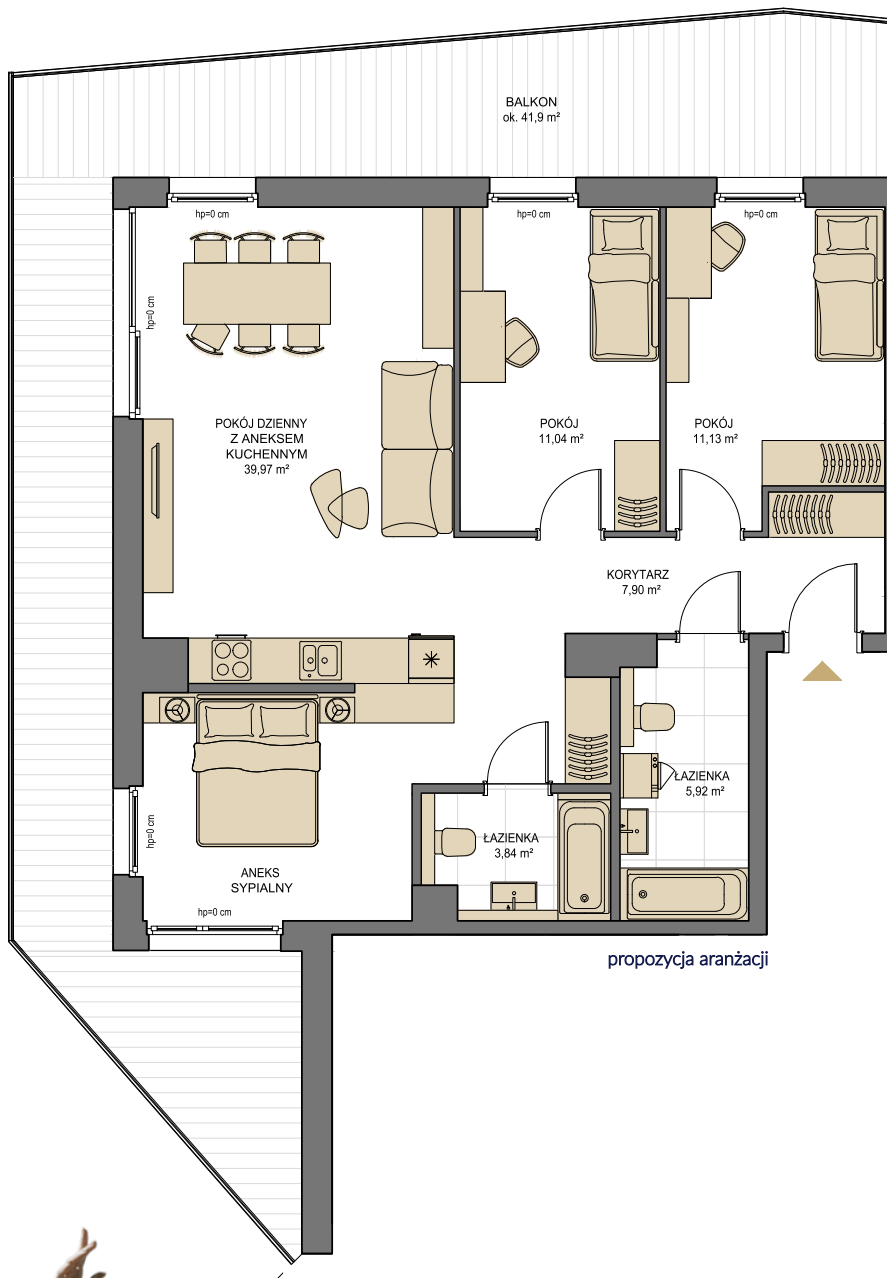 BALKON
ok. 41,9 m²
hp=0 cm
hp=0 cm
hp=0 cm
hp=0 cm
POKÓJ DZIENNY
Z ANEKSEM
KUCHENNYM
39,97 m²
POKÓJ
11,04 m²
POKÓJ
11,13 m²
KORYTARZ
7,90 m²
ŁAZIENKA
5,92 m²
ŁAZIENKA
3,84 m²
hp=0 cm
ANEKS
SYPIALNY
hp=0 cm
propozycja aranżacji